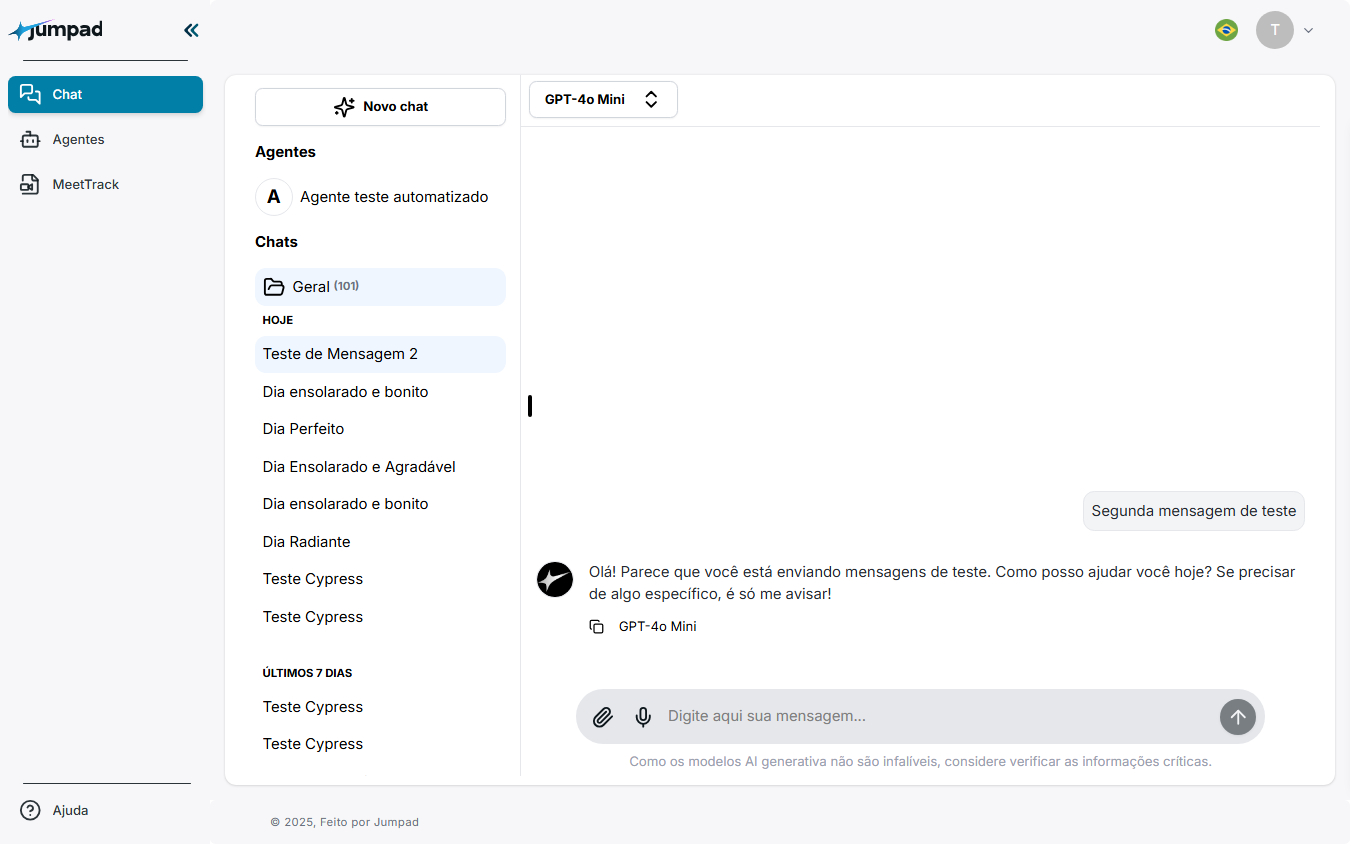 Jumpad
Chat
Agentes
MeetTrack
Ajuda
T
Novo chat
Agentes
A
Agente teste automatizado
Chats
Geral (101)
HOJE
Teste de Mensagem 2
Dia ensolarado e bonito
Dia Perfeito
Dia Ensolarado e Agradável
Dia ensolarado e bonito
Dia Radiante
Teste Cypress
Teste Cypress
ÚLTIMOS 7 DIAS
Teste Cypress
Teste Cypress
GPT-4o Mini
Segunda mensagem de teste
Olá! Parece que você está enviando mensagens de teste. Como posso ajudar você hoje? Se precisar
de algo específico, é só me avisar!
GPT-4o Mini
Digite aqui sua mensagem...
Como os modelos AI generativa não são infalíveis, considere verificar as informações críticas.
© 2025, Feito por Jumpad